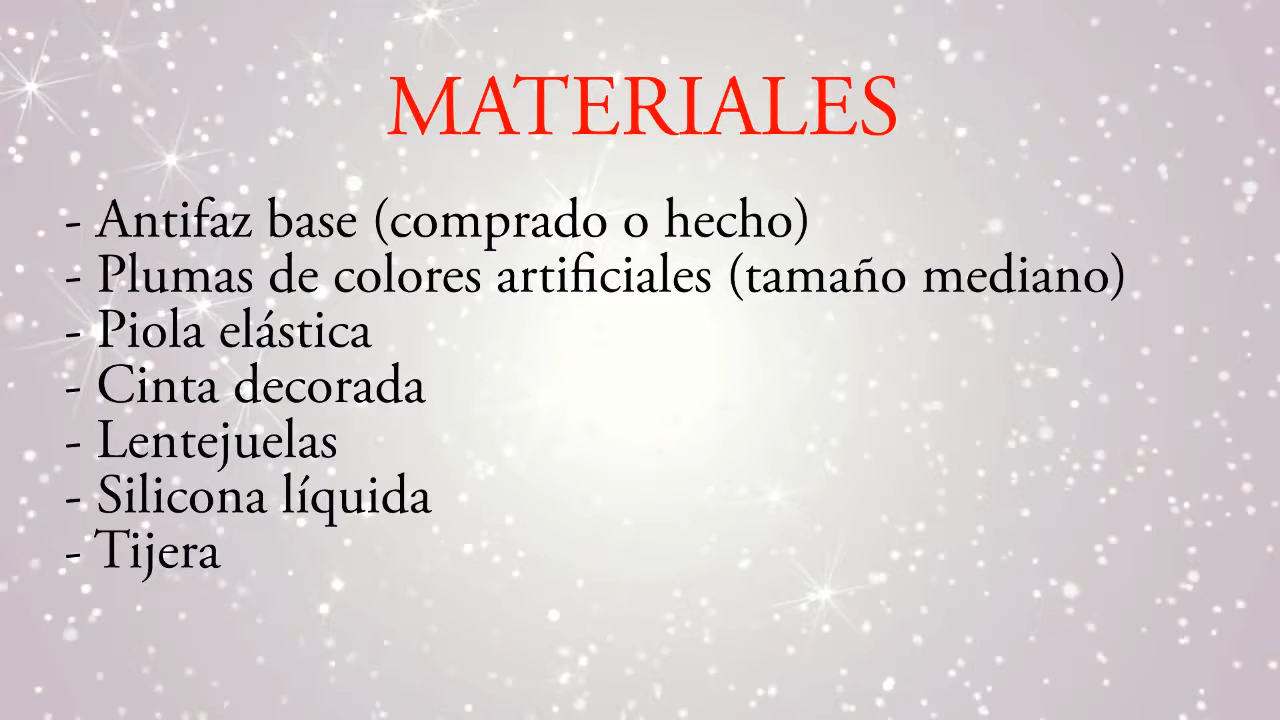 MATERIALES
- Antifaz base (comprado o hecho)
- Plumas de colores artificiales (tamaño mediano)
- Piola elástica
- Cinta decorada
- Lentejuelas
- Silicona líquida
- Tijera